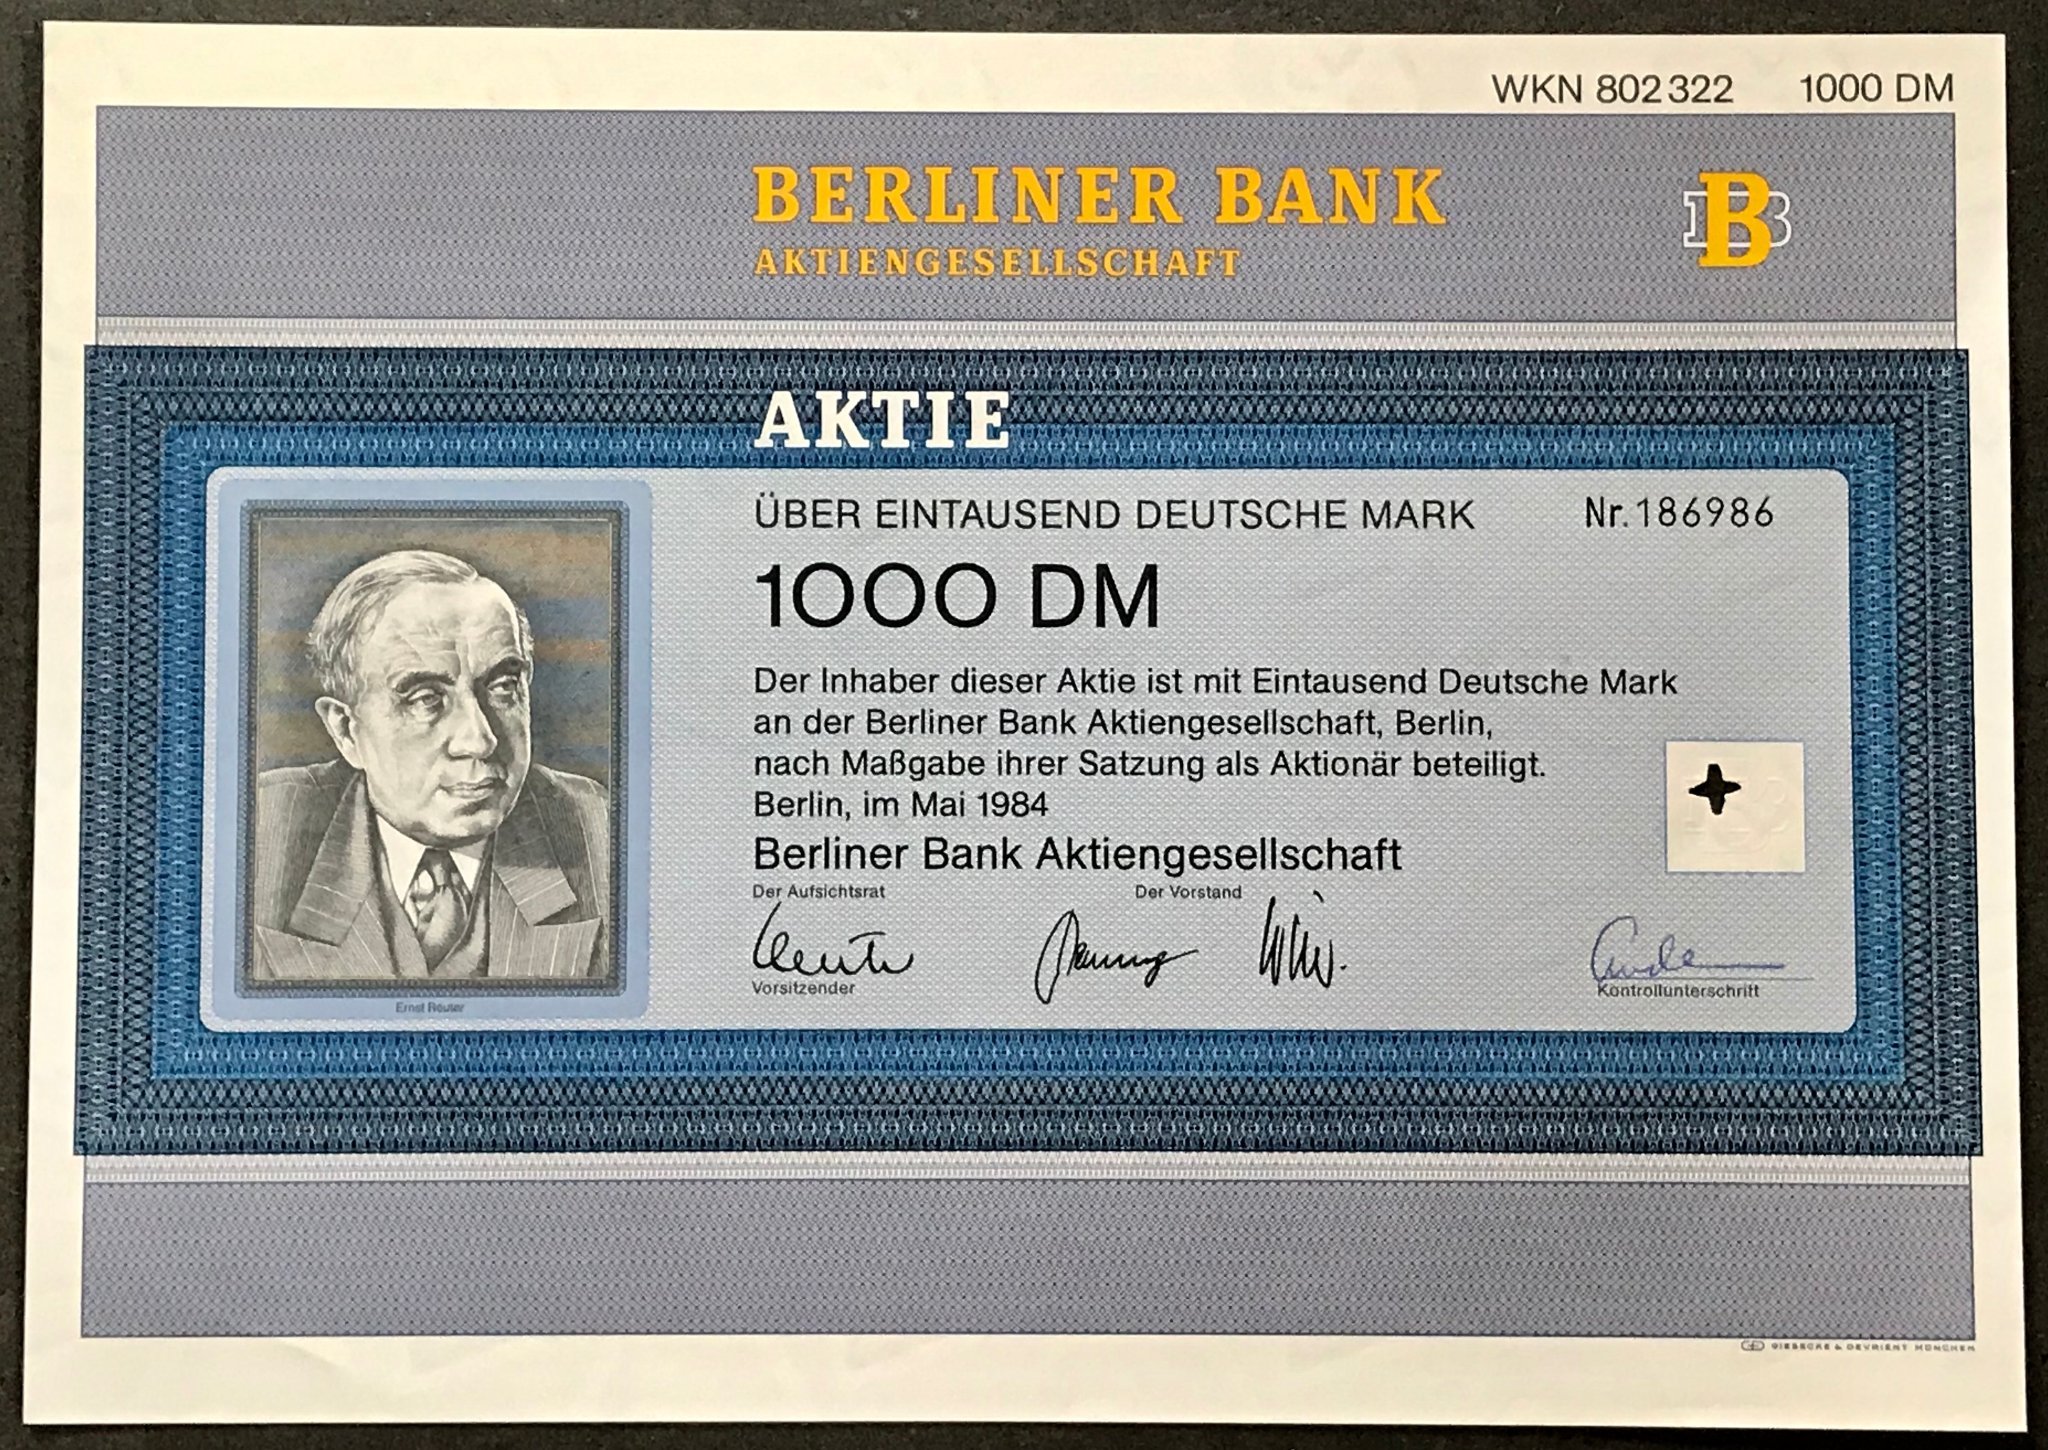 WKN 802322 1000 DM
BERLINER BANK
AKTIENGESELLSCHAFT
B
AKTIE
ÜBER EINTAUSEND DEUTSCHE MARK Nr. 186986
1000 DM
Der Inhaber dieser Aktie ist mit Eintausend Deutsche Mark
an der Berliner Bank Aktiengesellschaft, Berlin,
nach Maßgabe ihrer Satzung als Aktionär beteiligt.
Berlin, im Mai 1984
Berliner Bank Aktiengesellschaft
Der Aufsichtsrat Der Vorstand
Vorsitzender Kontrollunterschrift
Ernst Reuter
GIESECKE & DEVRIENT MÜNCHEN